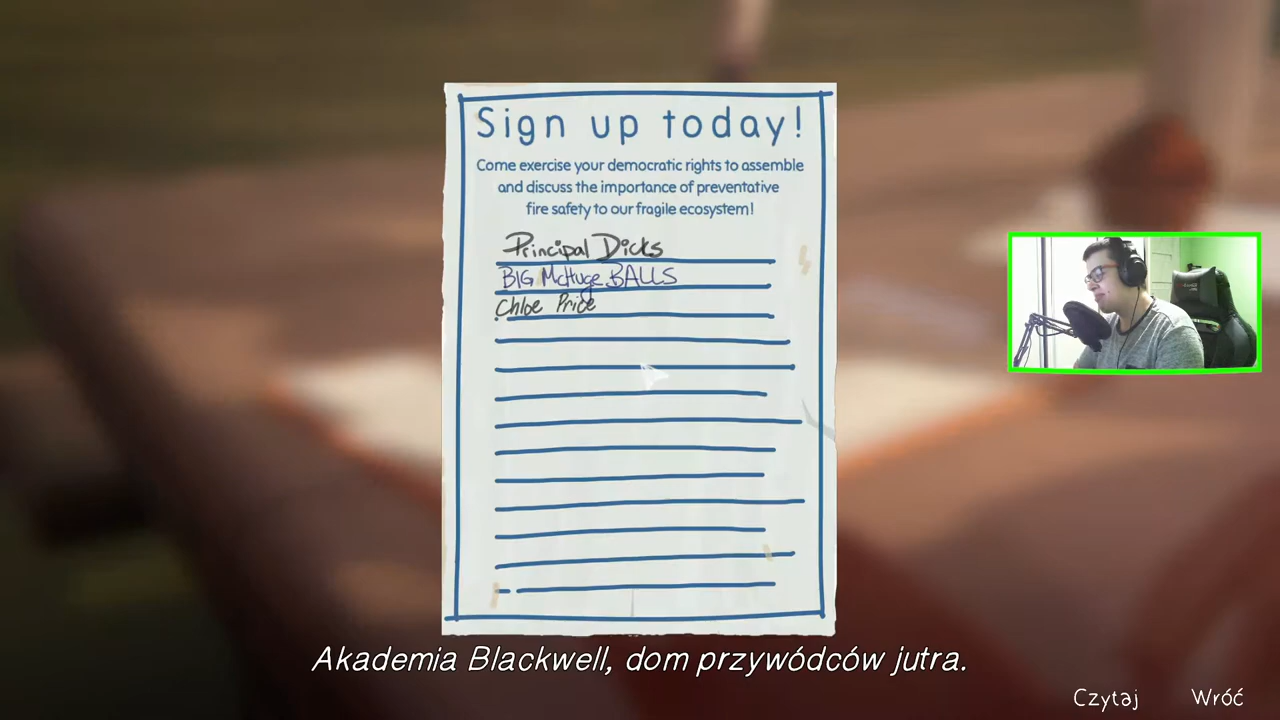 Sign up today!
Come exercise your democratic rights to assemble
and discuss the importance of preventative
fire safety to our fragile ecosystem!
Principal Dicks
BIG McHuge BALLS
Chloe Price
Akademia Blackwell, dom przywódców jutra.
Czytaj Wróć